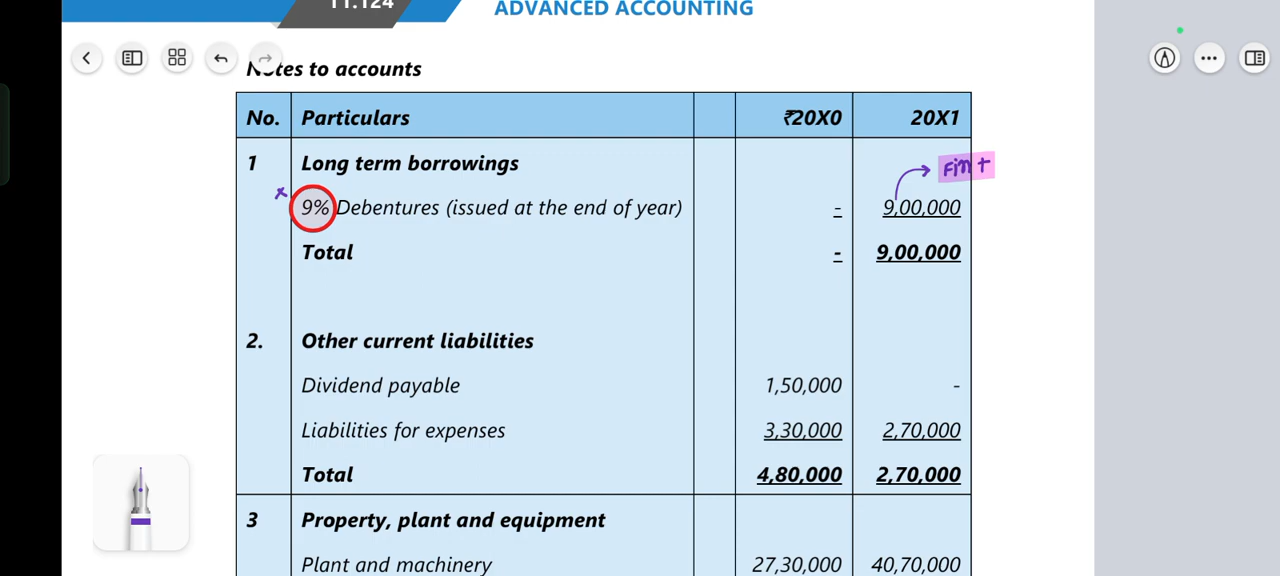 11.124
ADVANCED ACCOUNTING
Notes to accounts
No. Particulars ₹20X0 20X1
1 Long term borrowings Fin +
x 9% Debentures (issued at the end of year) - 9,00,000
Total - 9,00,000
2. Other current liabilities
Dividend payable 1,50,000 -
Liabilities for expenses 3,30,000 2,70,000
Total 4,80,000 2,70,000
3 Property, plant and equipment
Plant and machinery 27,30,000 40,70,000